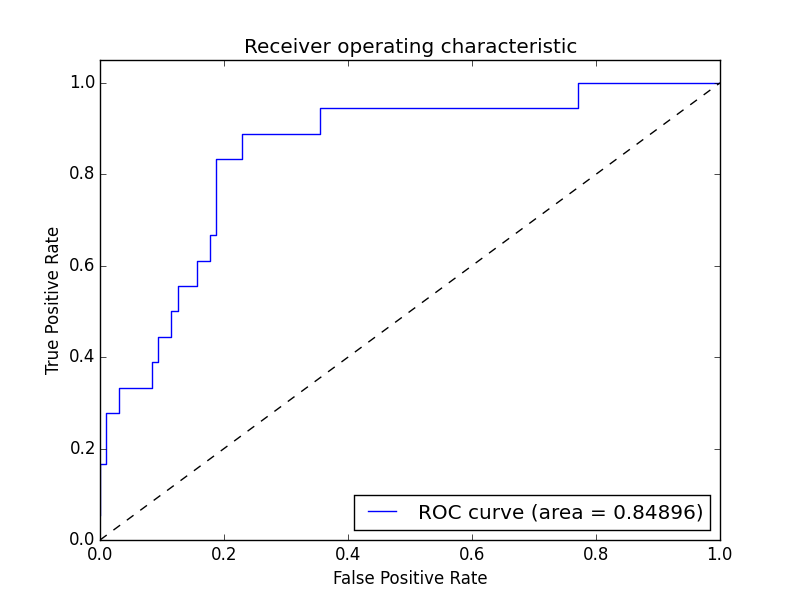 Receiver operating characteristic
1.0
0.8
0.6
0.4
0.2
0.0
True Positive Rate
ROC curve (area = 0.84896)
0.0 0.2 0.4 0.6 0.8 1.0
False Positive Rate